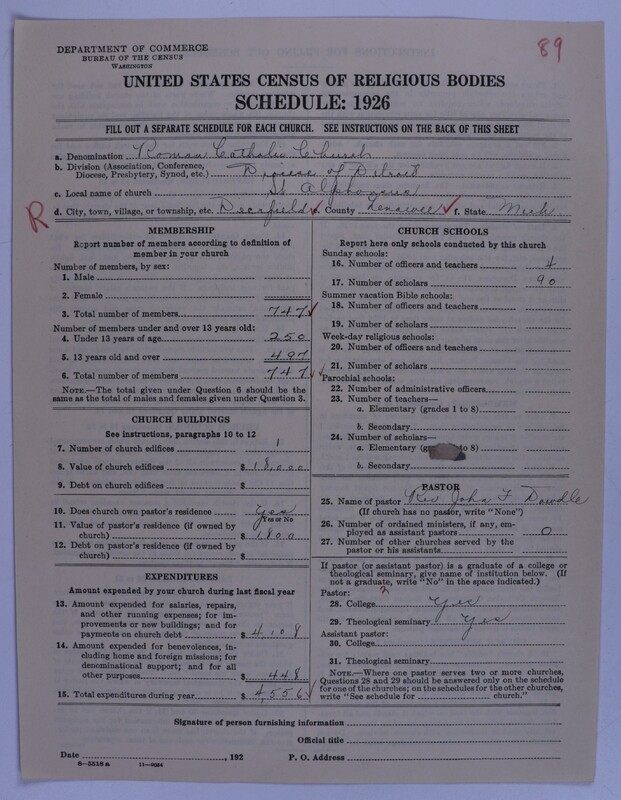 89
DEPARTMENT OF COMMERCE
BUREAU OF THE CENSUS
WASHINGTON
UNITED STATES CENSUS OF RELIGIOUS BODIES
SCHEDULE: 1926
FILL OUT A SEPARATE SCHEDULE FOR EACH CHURCH. SEE INSTRUCTIONS ON THE BACK OF THIS SHEET
a. Denomination Roman Catholic Church
b. Division (Association, Conference,
Diocese, Presbytery, Synod, etc.) Diocese of Detroit
c. Local name of church St Alphonsus
R
d. City, town, village, or township, etc. Deerfield e. County Lenawee f. State Mich
MEMBERSHIP
Report number of members according to definition of
member in your church
Number of members, by sex:
1. Male
2. Female
3. Total number of members 747
Number of members under and over 13 years old:
4. Under 13 years of age 250
5. 13 years old and over 497
6. Total number of members 747
NOTE.—The total given under Question 6 should be the
same as the total of males and females given under Question 3.
CHURCH BUILDINGS
See instructions, paragraphs 10 to 12
7. Number of church edifices 1
8. Value of church edifices $18,000
9. Debt on church edifices $
10. Does church own pastor's residence Yes
Yes or No
11. Value of pastor's residence (if owned by
church) $1800
12. Debt on pastor's residence (if owned by
church) $
EXPENDITURES
Amount expended by your church during last fiscal year
13. Amount expended for salaries, repairs,
and other running expenses; for im-
provements or new buildings; and for
payments on church debt $4108
14. Amount expended for benevolences, in-
cluding home and foreign missions; for
denominational support; and for all
other purposes $448
15. Total expenditures during year $4,556
CHURCH SCHOOLS
Report here only schools conducted by this church
Sunday schools:
16. Number of officers and teachers 4
17. Number of scholars 90
Summer vacation Bible schools:
18. Number of officers and teachers
19. Number of scholars
Week-day religious schools:
20. Number of officers and teachers
21. Number of scholars
Parochial schools:
22. Number of administrative officers
23. Number of teachers—
a. Elementary (grades 1 to 8)
b. Secondary
24. Number of scholars—
a. Elementary to 8)
b. Secondary
PASTOR
25. Name of pastor Rev John F Dowdle
(If church has no pastor, write "None")
26. Number of ordained ministers, if any, em-
ployed as assistant pastors 0
27. Number of other churches served by the
pastor or his assistants
If pastor (or assistant pastor) is a graduate of a college or
theological seminary, give name of institution below. (If
not a graduate, write "No" in the space indicated.)
Pastor:
28. College Yes
29. Theological seminary Yes
Assistant pastor:
30. College
31. Theological seminary
NOTE.—Where one pastor serves two or more churches,
Questions 28 and 29 should be answered only on the schedule
for one of the churches; on the schedules for the other churches,
write "See schedule for church."
Signature of person furnishing information
Official title
Date , 192 P. O. Address
8—5518 a 11—9264